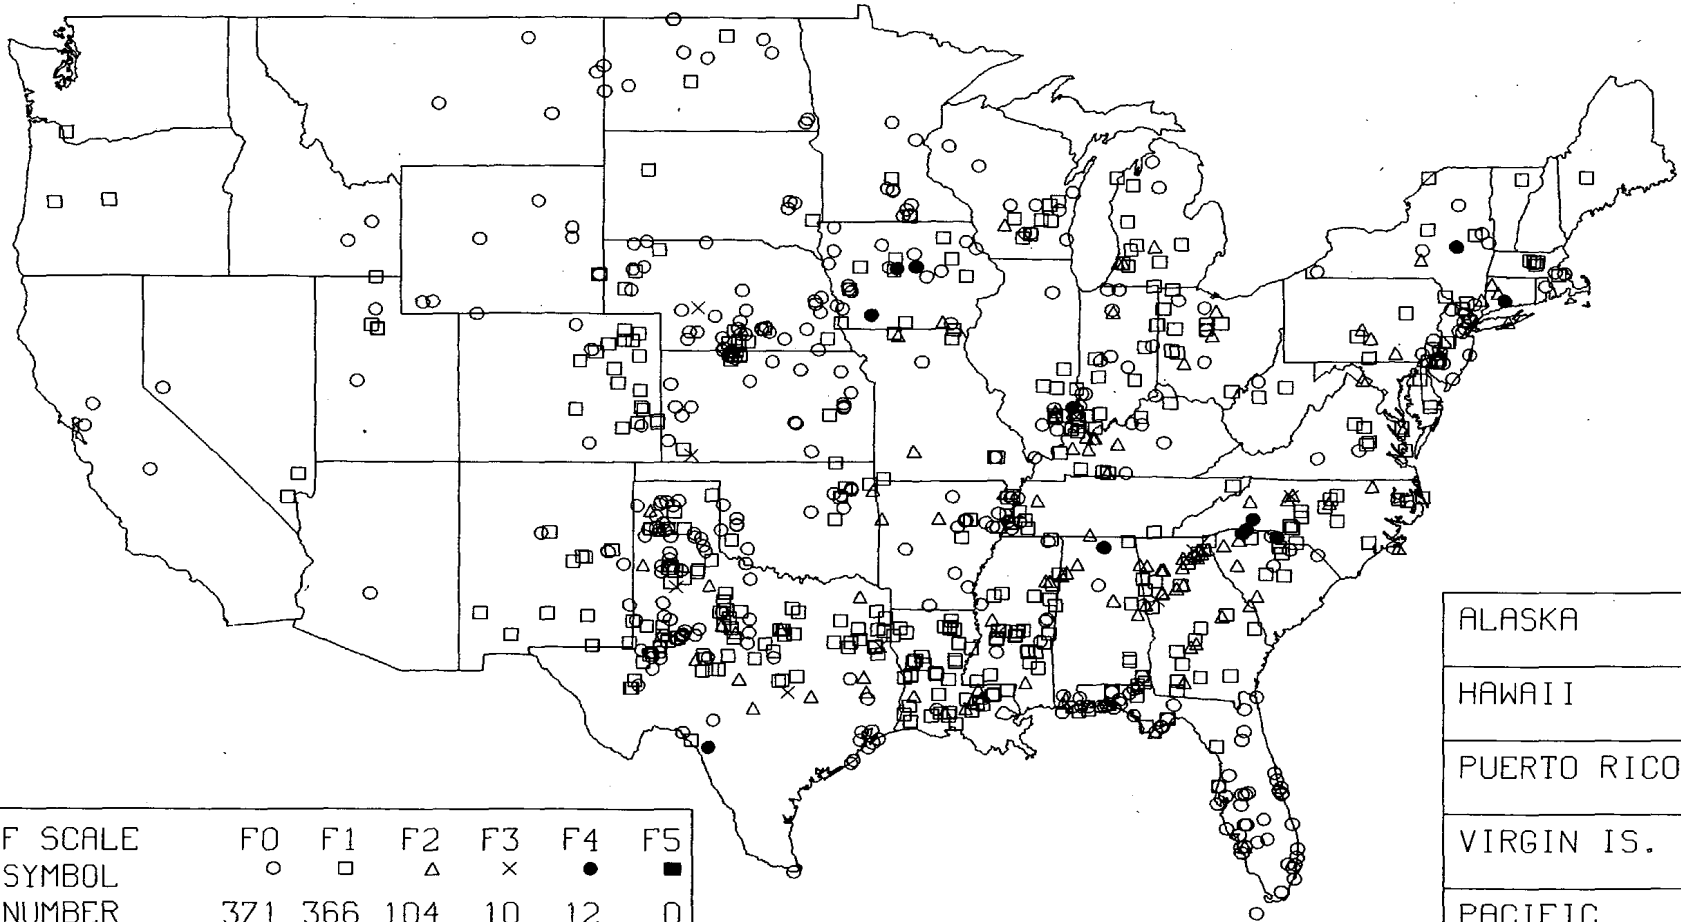 F SCALE F0 F1 F2 F3 F4 F5
SYMBOL
NUMBER 371 366 104 10 12 0
ALASKA
HAWAII
PUERTO RICO
VIRGIN IS.
PACIFIC